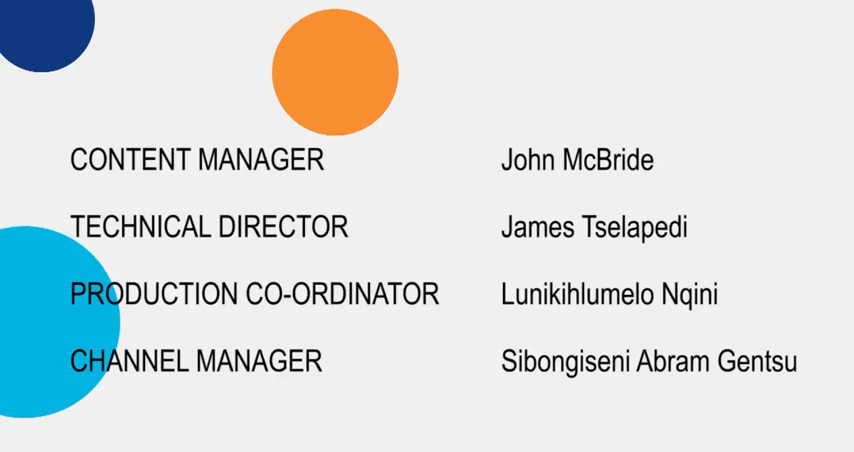 CONTENT MANAGER John McBride
TECHNICAL DIRECTOR James Tselapedi
PRODUCTION CO-ORDINATOR Lunikihlumelo Nqini
CHANNEL MANAGER Sibongiseni Abram Gentsu